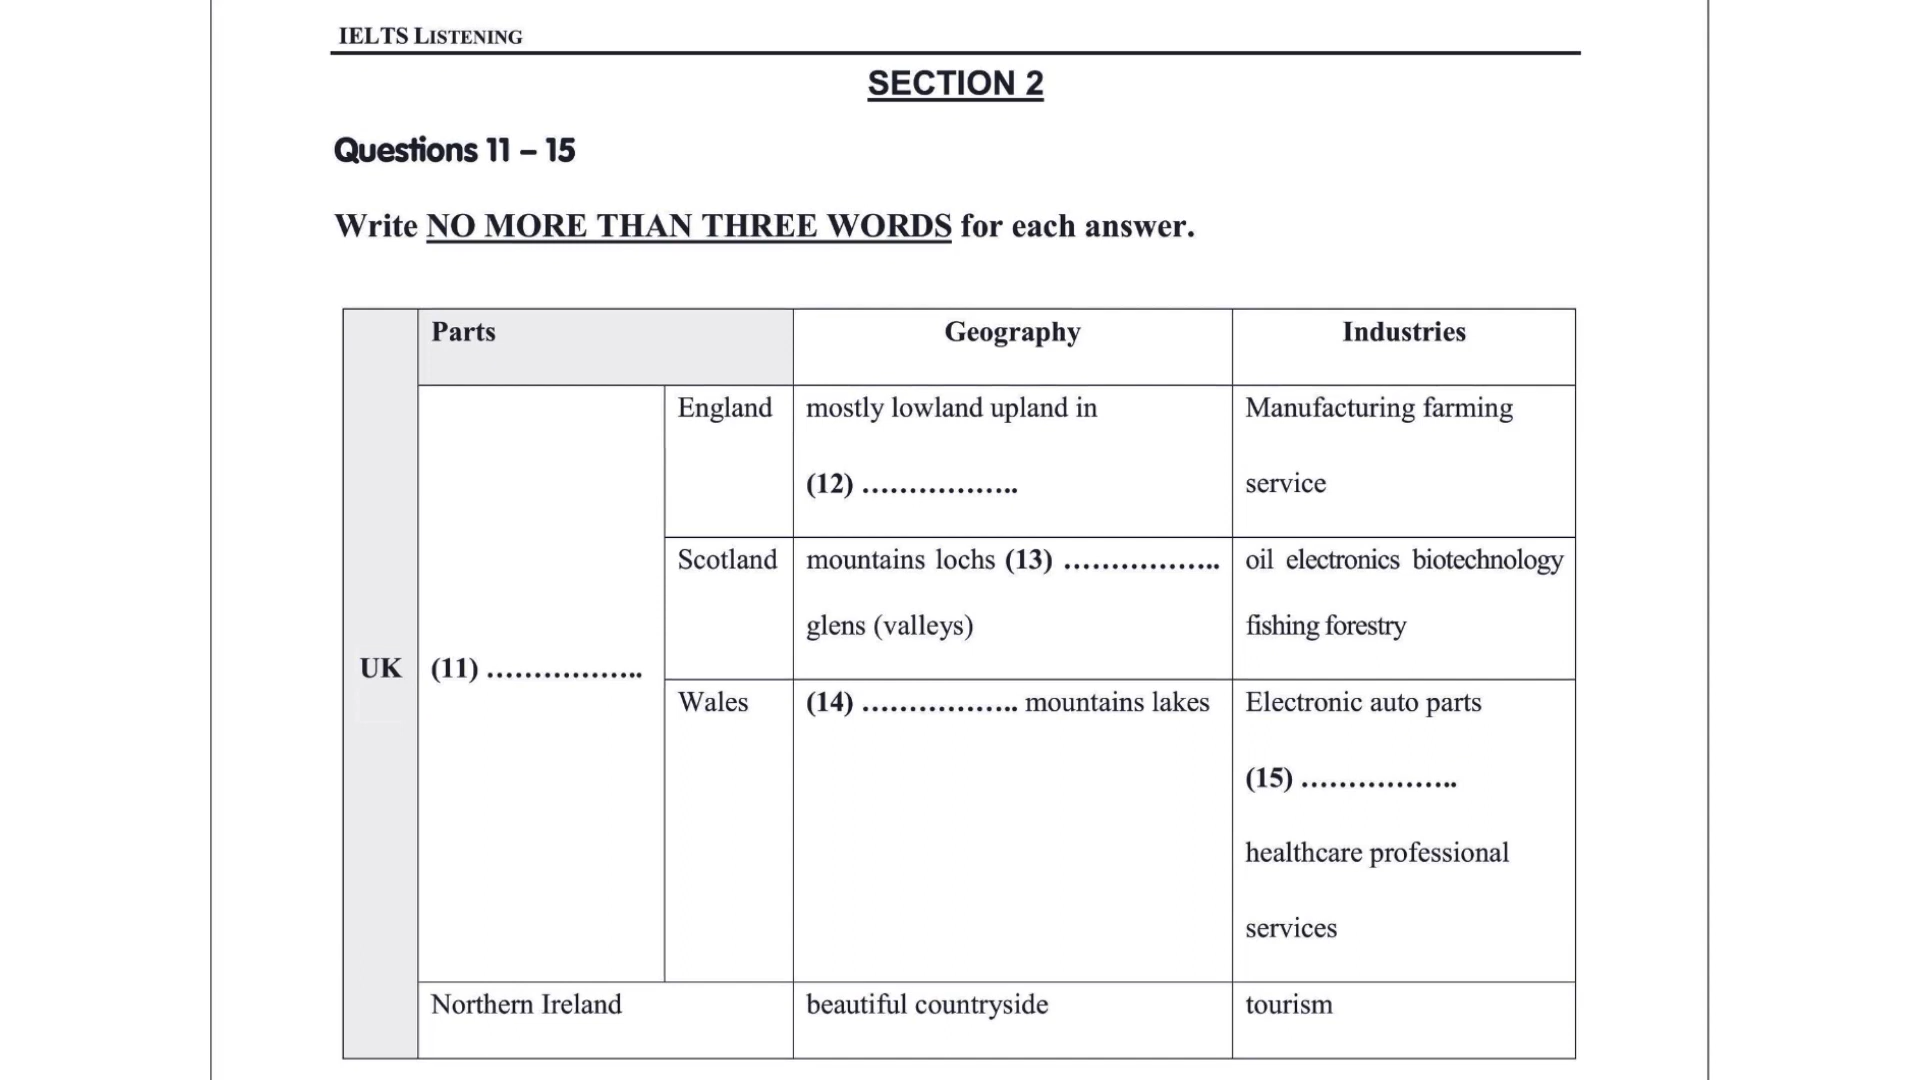 IELTS LISTENING
SECTION 2
Questions 11 – 15
Write NO MORE THAN THREE WORDS for each answer.
Parts
Geography
Industries
England
mostly lowland upland in
Manufacturing farming
(12) ……………..
service
Scotland
mountains lochs (13) ……………..
oil electronics biotechnology
glens (valleys)
fishing forestry
UK
(11) ……………..
Wales
(14) …………….. mountains lakes
Electronic auto parts
(15) ……………..
healthcare professional
services
Northern Ireland
beautiful countryside
tourism